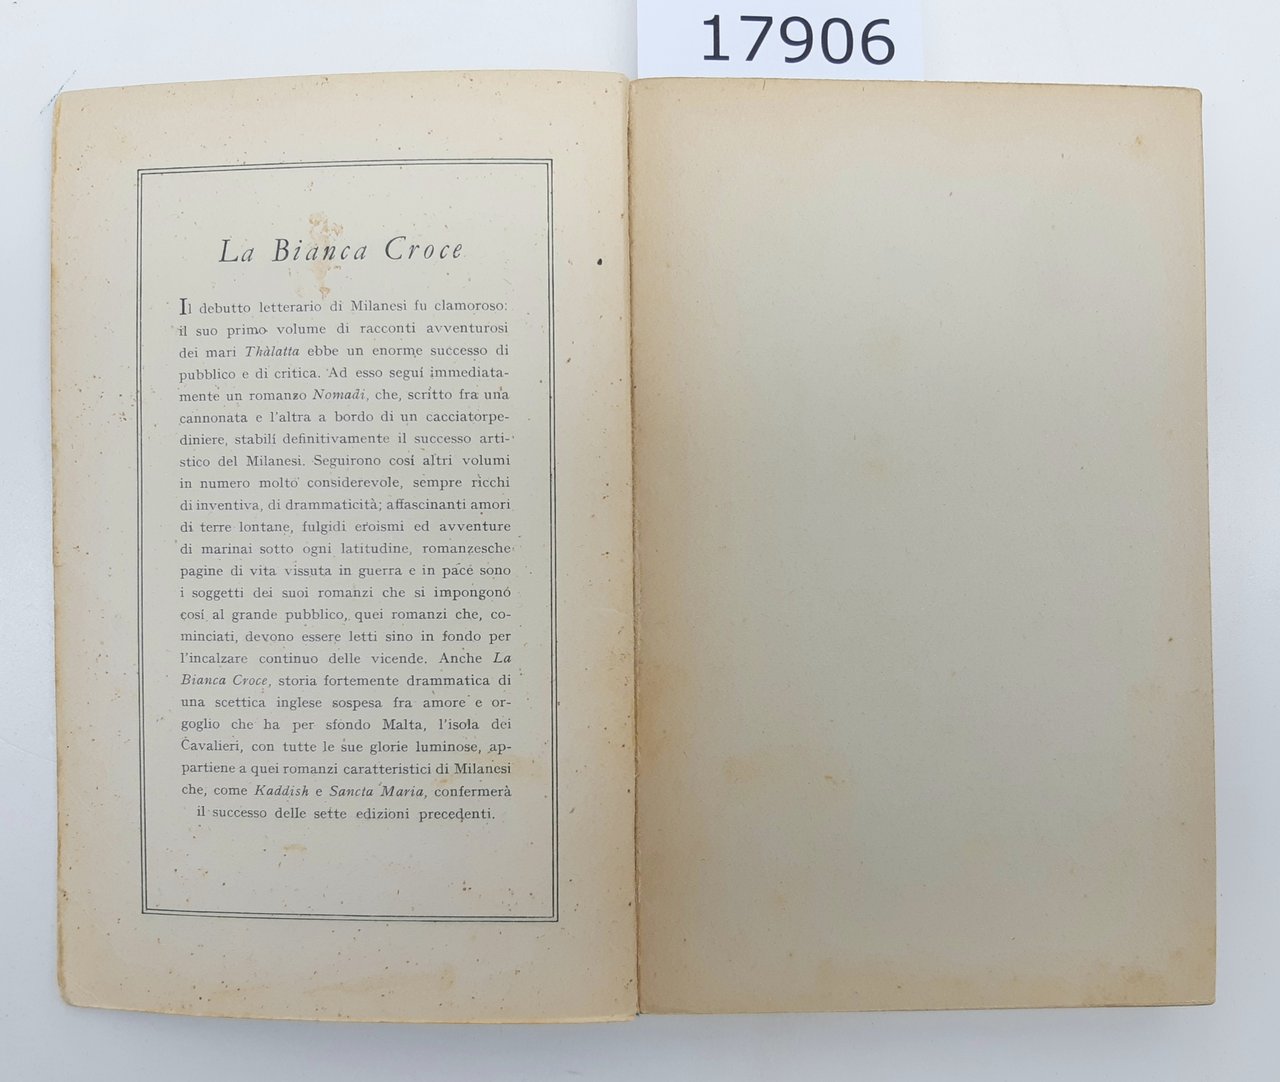 17906
La Bianca Croce
Il debutto letterario di Milanesi fu clamoroso:
il suo primo volume di racconti avventurosi
dei mari Thàlatta ebbe un enorme successo di
pubblico e di critica. Ad esso seguí immediata-
mente un romanzo Nomadi, che, scritto fra una
cannonata e l'altra a bordo di un cacciatorpe-
diniere, stabilí definitivamente il successo arti-
stico del Milanesi. Seguirono cosí altri volumi
in numero molto considerevole, sempre ricchi
di inventiva, di drammaticità; affascinanti amori
di terre lontane, fulgidi eroismi ed avventure
di marinai sotto ogni latitudine, romanzesche
pagine di vita vissuta in guerra e in pace sono
i soggetti dei suoi romanzi che si impongono
cosí al grande pubblico, quei romanzi che, co-
minciati, devono essere letti sino in fondo per
l'incalzare continuo delle vicende. Anche La
Bianca Croce, storia fortemente drammatica di
una scettica inglese sospesa fra amore e or-
goglio che ha per sfondo Malta, l'isola dei
Cavalieri, con tutte le sue glorie luminose, ap-
partiene a quei romanzi caratteristici di Milanesi
che, come Kaddish e Sancta Maria, confermerà
il successo delle sette edizioni precedenti.